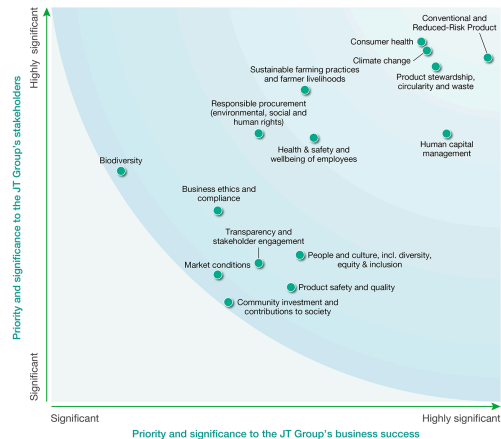 Conventional and
Reduced-Risk Product
Consumer health
Climate change
Product stewardship,
circularity and waste
Sustainable farming practices
and farmer livelihoods
Responsible procurement
(environmental, social and
human rights)
Health & safety and
wellbeing of employees
Human capital
management
Biodiversity
Business ethics and
compliance
Transparency and
stakeholder engagement
People and culture, incl. diversity,
equity & inclusion
Market conditions
Product safety and quality
Community investment and
contributions to society
Highly significant
Priority and significance to the JT Group's stakeholders
Significant
Significant
Highly significant
Priority and significance to the JT Group's business success